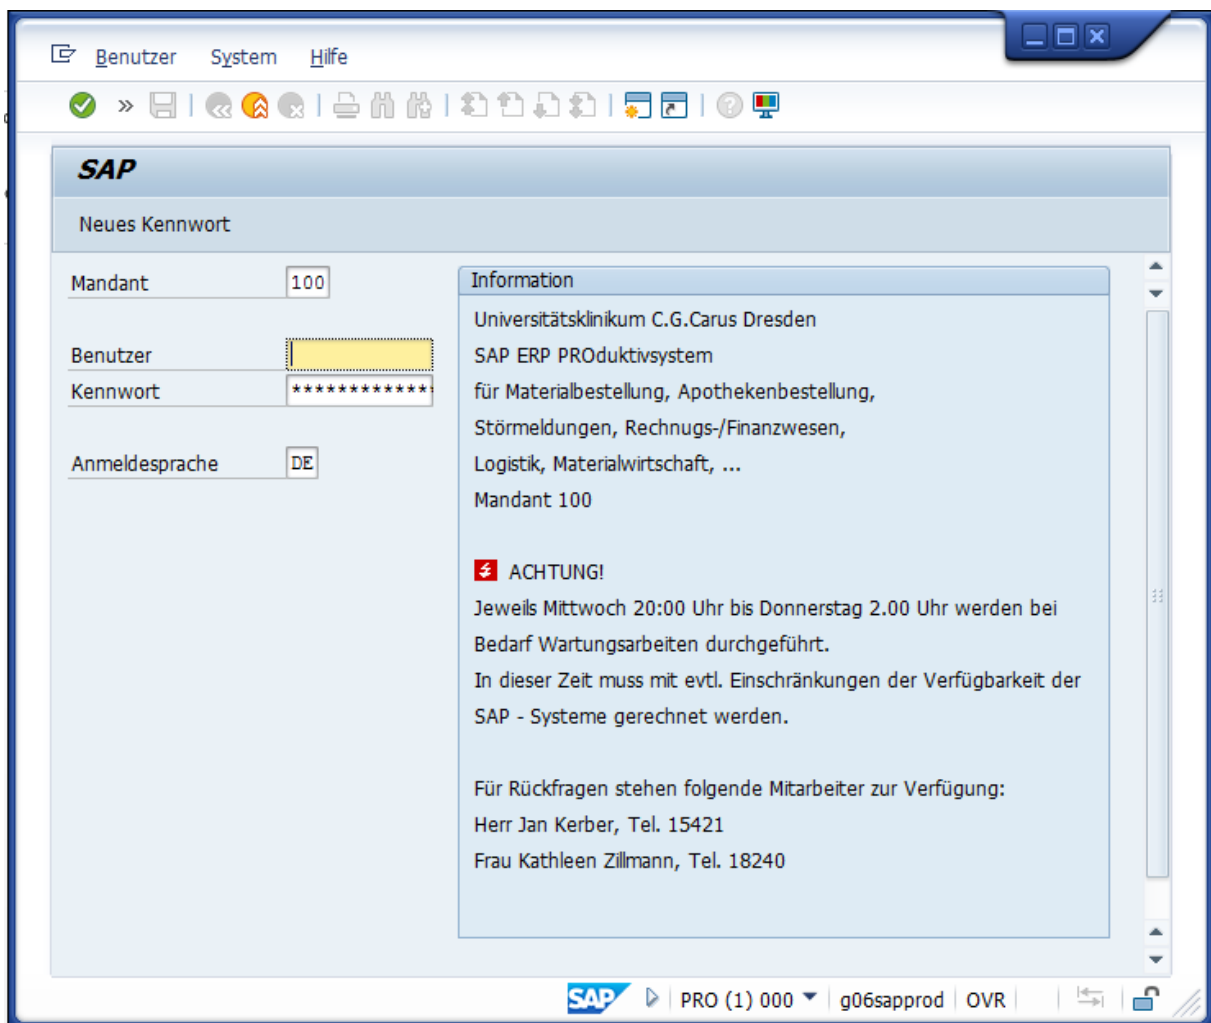 Benutzer System Hilfe
SAP
Neues Kennwort
Mandant 100
Benutzer
Kennwort ************
Anmeldesprache DE
Information
Universitätsklinikum C.G.Carus Dresden
SAP ERP PROduktivsystem
für Materialbestellung, Apothekenbestellung,
Störmeldungen, Rechnugs-/Finanzwesen,
Logistik, Materialwirtschaft, ...
Mandant 100
ACHTUNG!
Jeweils Mittwoch 20:00 Uhr bis Donnerstag 2.00 Uhr werden bei
Bedarf Wartungsarbeiten durchgeführt.
In dieser Zeit muss mit evtl. Einschränkungen der Verfügbarkeit der
SAP - Systeme gerechnet werden.
Für Rückfragen stehen folgende Mitarbeiter zur Verfügung:
Herr Jan Kerber, Tel. 15421
Frau Kathleen Zillmann, Tel. 18240
SAP PRO (1) 000 g06sapprod OVR